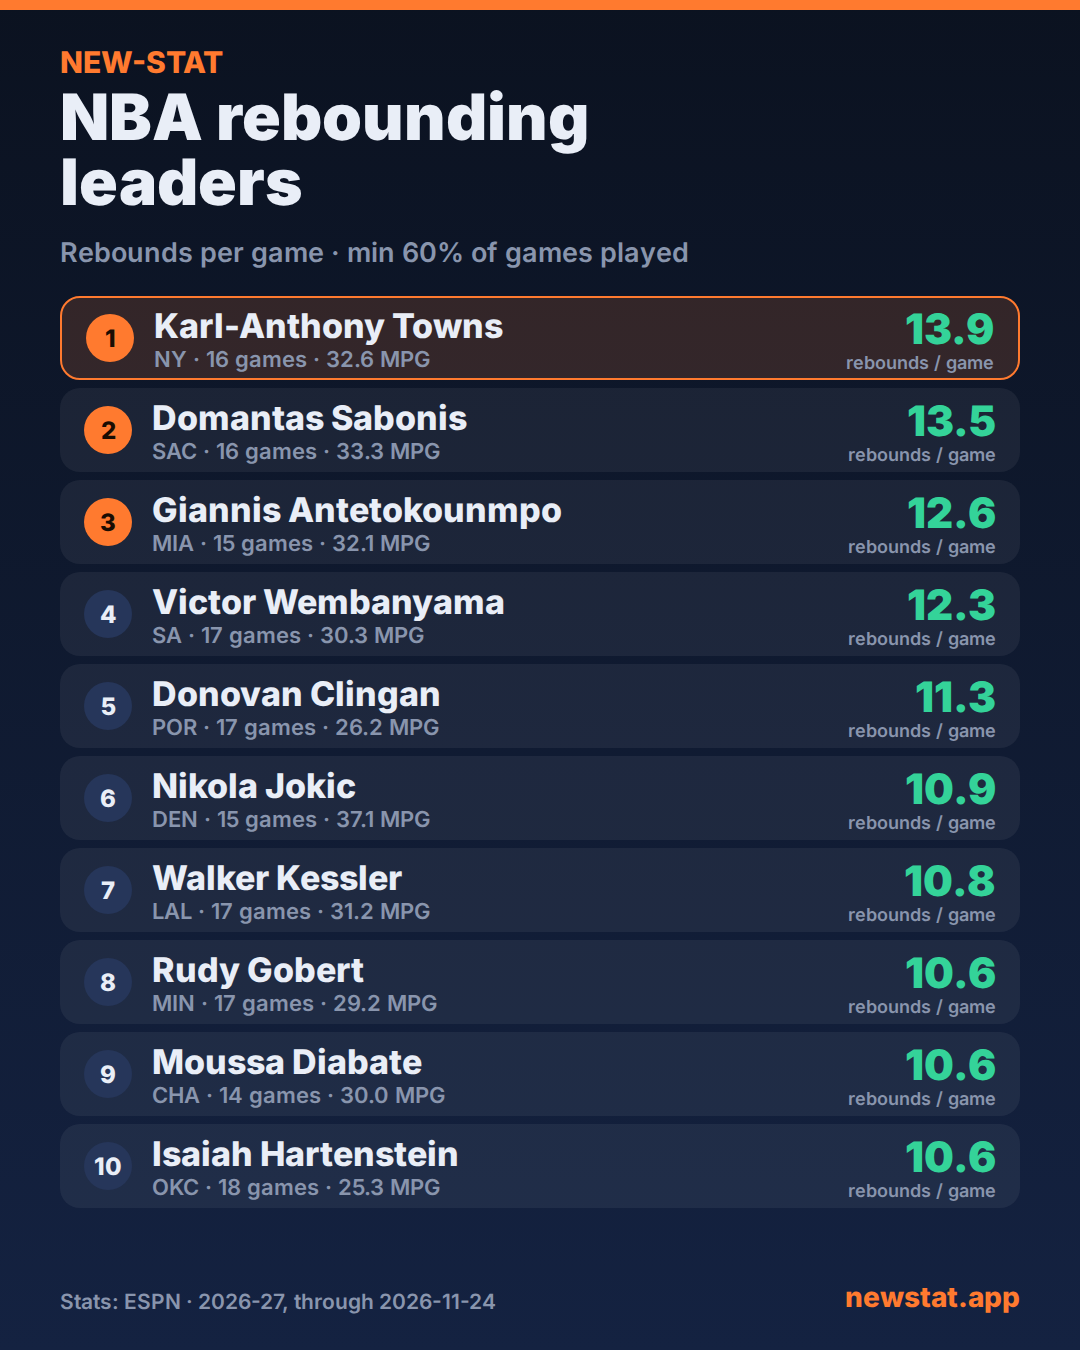 NEW-STAT
NBA rebounding
leaders
Rebounds per game · min 60% of games played
1
Karl-Anthony Towns
NY · 16 games · 32.6 MPG
13.9
rebounds / game
2
Domantas Sabonis
SAC · 16 games · 33.3 MPG
13.5
rebounds / game
3
Giannis Antetokounmpo
MIA · 15 games · 32.1 MPG
12.6
rebounds / game
4
Victor Wembanyama
SA · 17 games · 30.3 MPG
12.3
rebounds / game
5
Donovan Clingan
POR · 17 games · 26.2 MPG
11.3
rebounds / game
6
Nikola Jokic
DEN · 15 games · 37.1 MPG
10.9
rebounds / game
7
Walker Kessler
LAL · 17 games · 31.2 MPG
10.8
rebounds / game
8
Rudy Gobert
MIN · 17 games · 29.2 MPG
10.6
rebounds / game
9
Moussa Diabate
CHA · 14 games · 30.0 MPG
10.6
rebounds / game
10
Isaiah Hartenstein
OKC · 18 games · 25.3 MPG
10.6
rebounds / game
Stats: ESPN · 2026-27, through 2026-11-24
newstat.app